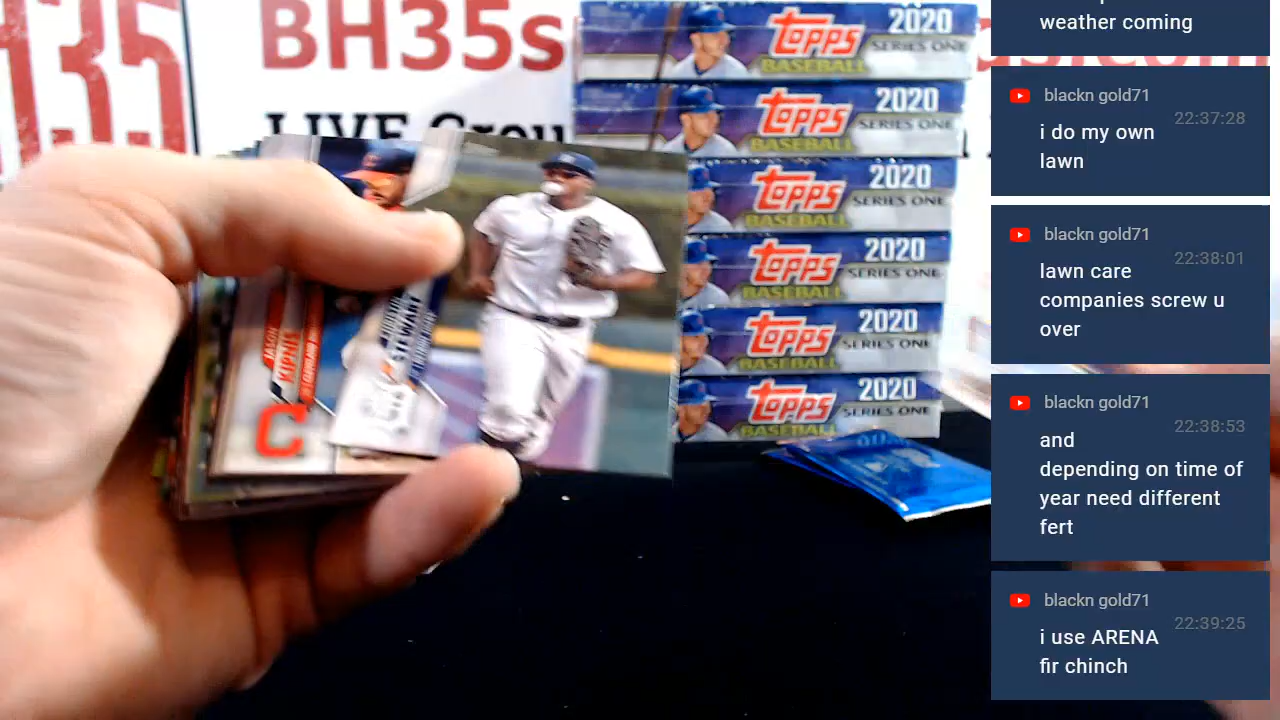 BH35s
LIVE Grou
35
2020
Topps
SERIES ONE
BASEBALL
2020
Topps
SERIES ONE
BASEBALL
2020
Topps
SERIES ONE
BASEBALL
2020
Topps
SERIES ONE
BASEBALL
2020
Topps
SERIES ONE
BASEBALL
2020
Topps
SERIES ONE
BASEBALL
JASON
KIPNIS
STEWART
C
weather coming
blackn gold71
22:37:28
i do my own
lawn
blackn gold71
22:38:01
lawn care
companies screw u
over
blackn gold71
22:38:53
and
depending on time of
year need different
fert
blackn gold71
22:39:25
i use ARENA
fir chinch